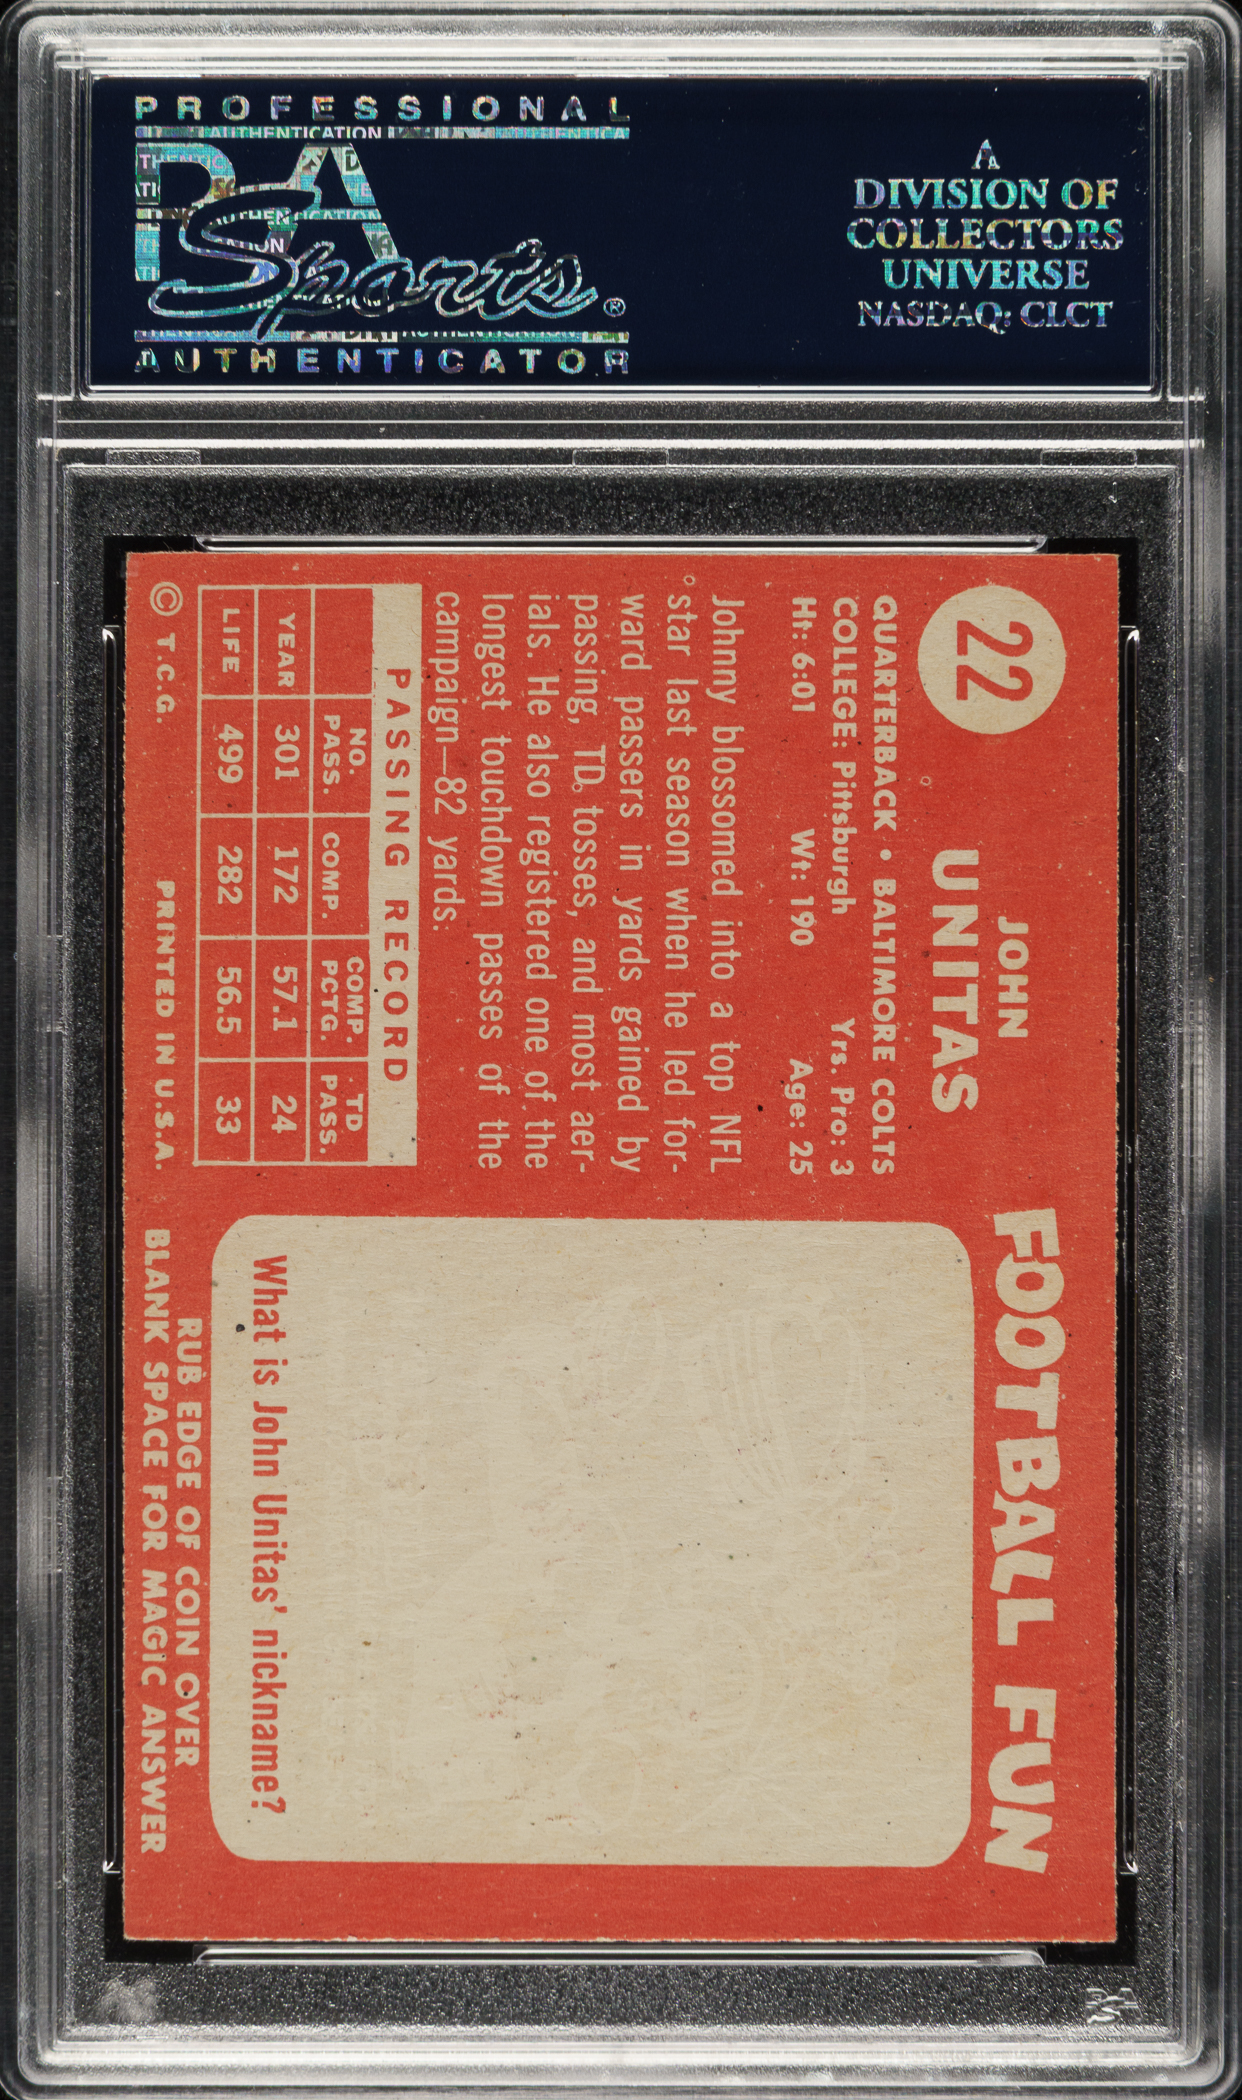 PROFESSIONAL
PSA
Sports®
AUTHENTICATOR
A
DIVISION OF
COLLECTORS
UNIVERSE
NASDAQ: CLCT
22
JOHN
UNITAS
QUARTERBACK • BALTIMORE COLTS
COLLEGE: Pittsburgh Yrs. Pro: 3
Ht: 6:01 Wt: 190 Age: 25
Johnny blossomed into a top NFL
star last season when he led for-
ward passers in yards gained by
passing, TD tosses, and most aer-
ials. He also registered one of the
longest touchdown passes of the
campaign—82 yards.
PASSING RECORD
NO. PASS. COMP. COMP. PCTG. TD PASS.
YEAR 301 172 57.1 24
LIFE 499 282 56.5 33
© T.C.G. PRINTED IN U.S.A.
FOOTBALL FUN
What is John Unitas' nickname?
RUB EDGE OF COIN OVER
BLANK SPACE FOR MAGIC ANSWER